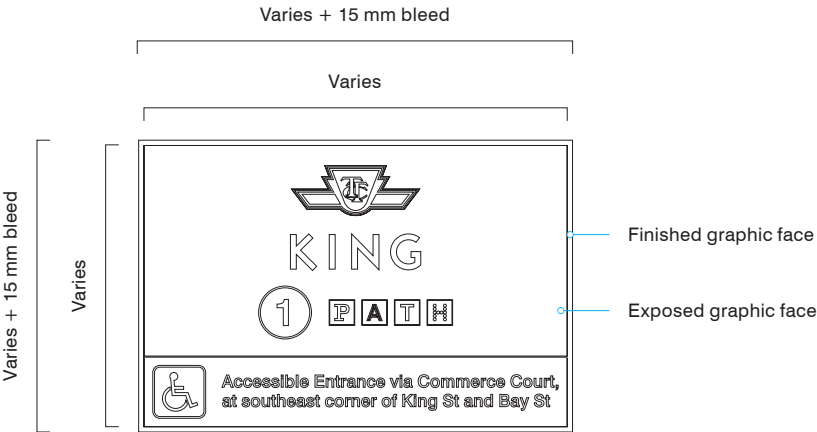 Varies + 15 mm bleed
Varies
Varies + 15 mm bleed
Varies
TTC
KING
1 PATH
Accessible Entrance via Commerce Court,
at southeast corner of King St and Bay St
Finished graphic face
Exposed graphic face